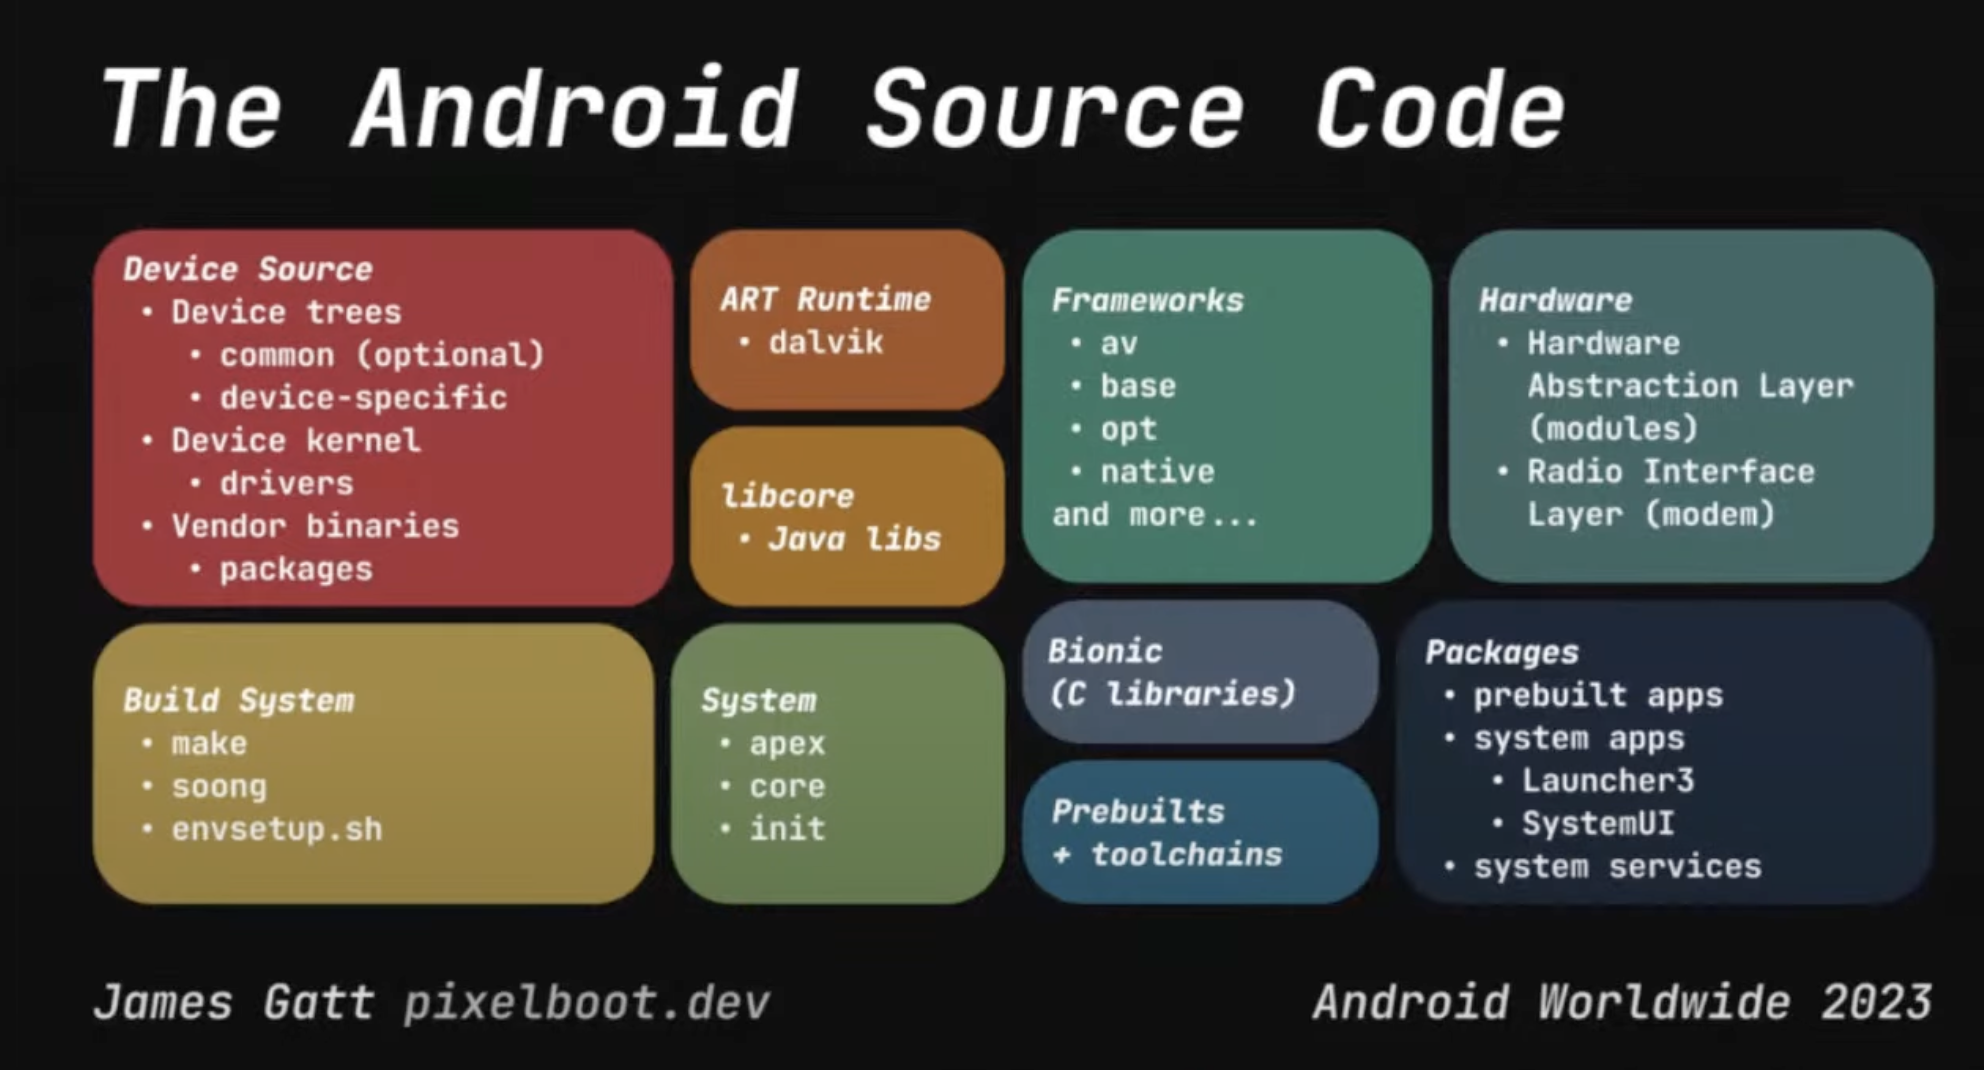 The Android Source Code
Device Source
• Device trees
• common (optional)
• device-specific
• Device kernel
• drivers
• Vendor binaries
• packages
ART Runtime
• dalvik
libcore
• Java libs
Frameworks
• av
• base
• opt
• native
and more...
Hardware
• Hardware
Abstraction Layer
(modules)
• Radio Interface
Layer (modem)
Build System
• make
• soong
• envsetup.sh
System
• apex
• core
• init
Bionic
(C libraries)
Prebuilts
+ toolchains
Packages
• prebuilt apps
• system apps
• Launcher3
• SystemUI
• system services
James Gatt pixelboot.dev
Android Worldwide 2023